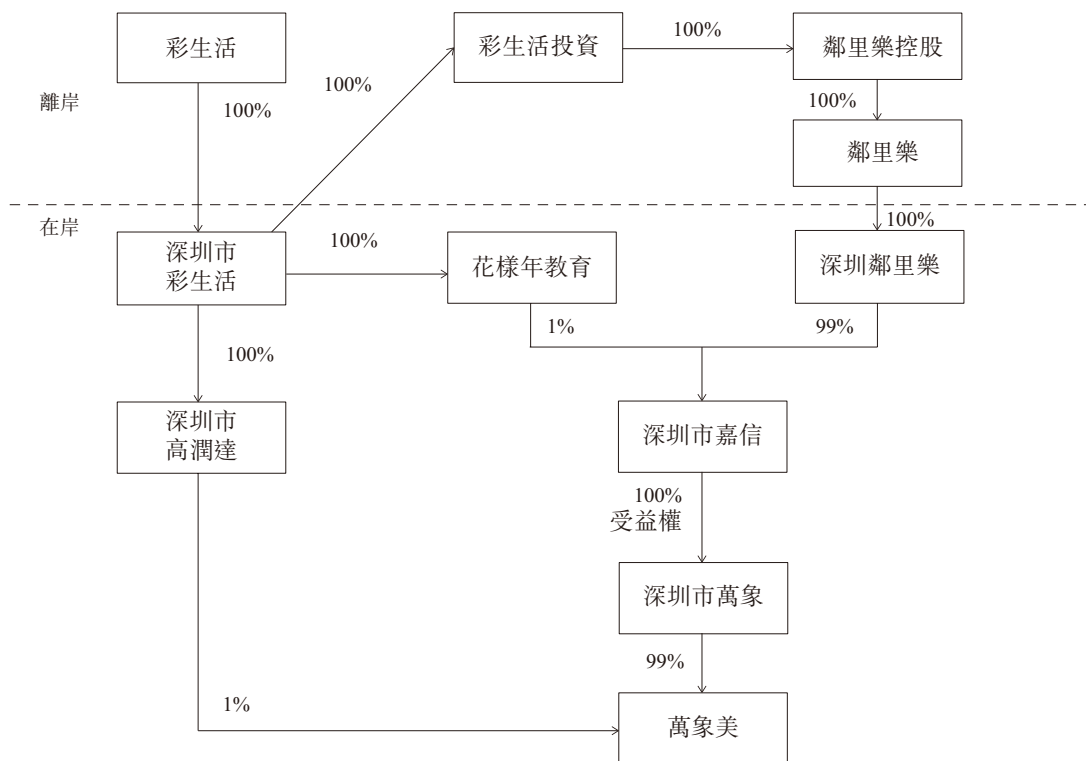 彩生活
彩生活投資
100%
鄰里樂控股
100%
離岸
100%
100%
鄰里樂
在岸
100%
深圳市
彩生活
100%
花樣年教育
深圳鄰里樂
1%
99%
100%
深圳市
高潤達
深圳市嘉信
100%
受益權
深圳市萬象
99%
1%
萬象美